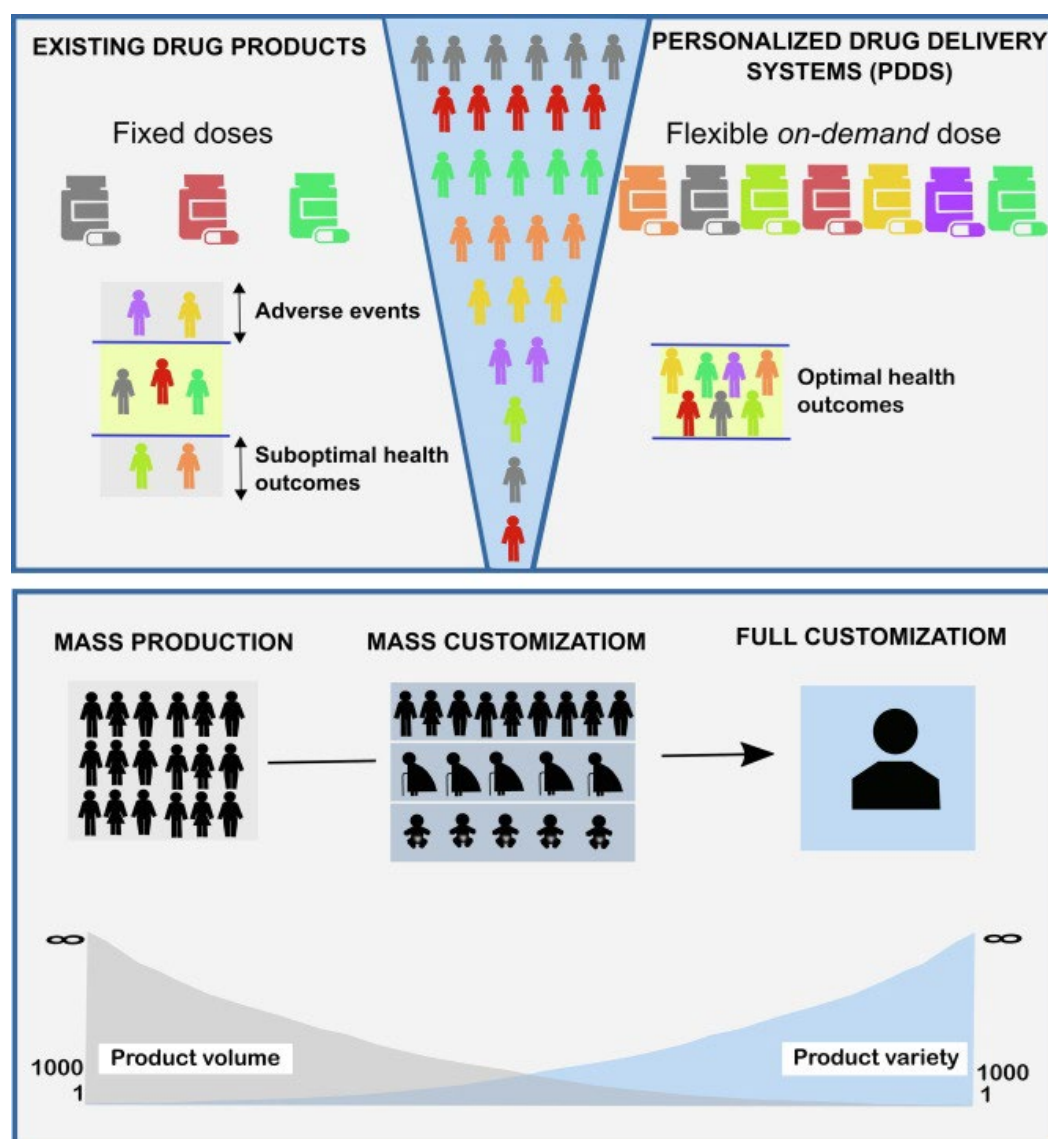 EXISTING DRUG PRODUCTS
Fixed doses
Adverse events
Suboptimal health
outcomes
PERSONALIZED DRUG DELIVERY
SYSTEMS (PDDS)
Flexible on-demand dose
Optimal health
outcomes
MASS PRODUCTION
MASS CUSTOMIZATIOM
FULL CUSTOMIZATIOM
∞
1000
1
Product volume
Product variety
∞
1000
1